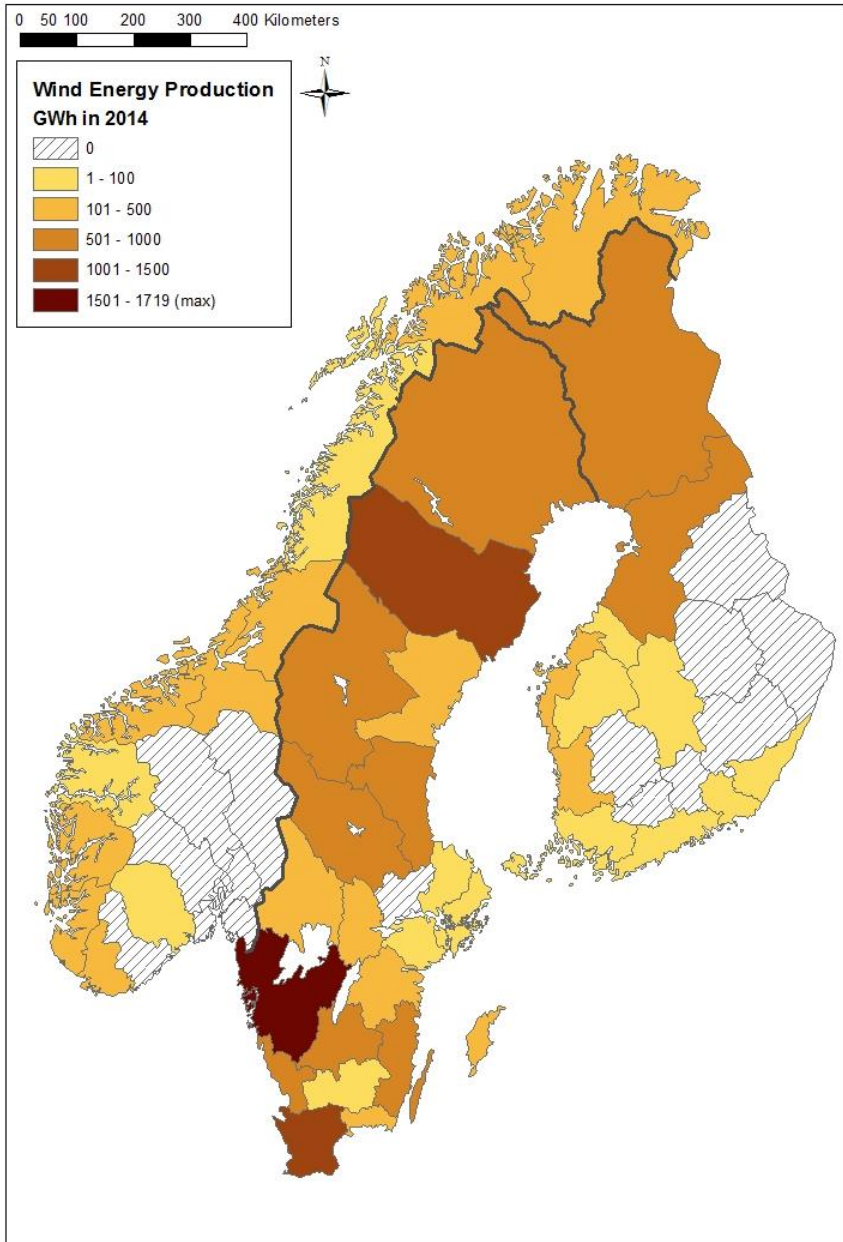 0 50 100 200 300 400 Kilometers
N
Wind Energy Production
GWh in 2014
0
1 - 100
101 - 500
501 - 1000
1001 - 1500
1501 - 1719 (max)